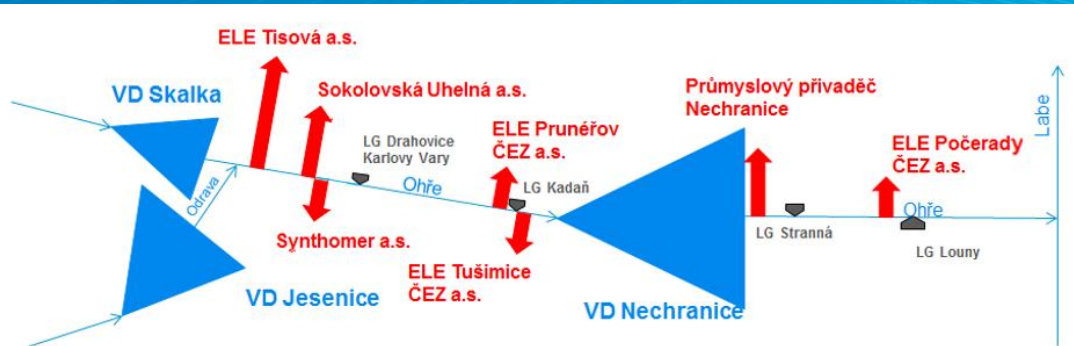 ELE Tisová a.s.
VD Skalka
Sokolovská Uhelná a.s.
Průmyslový přivaděč
Nechranice
Labe
LG Drahovice
Karlovy Vary
ELE Prunéřov
ČEZ a.s.
ELE Počerady
ČEZ a.s.
Odrava
Ohře
LG Kadaň
Ohře
Synthomer a.s.
LG Stranná
LG Louny
ELE Tušimice
ČEZ a.s.
VD Jesenice
VD Nechranice